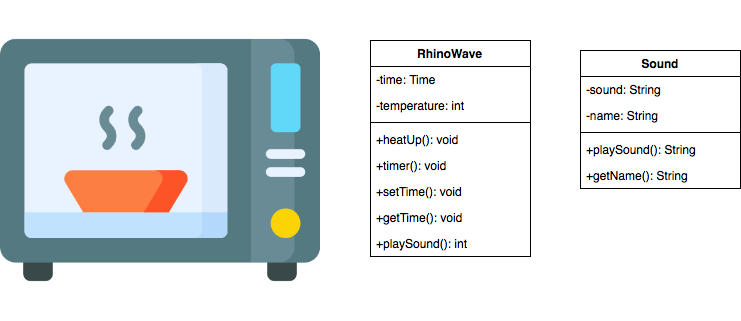 RhinoWave
-time: Time
-temperature: int
+heatUp(): void
+timer(): void
+setTime(): void
+getTime(): void
+playSound(): int
Sound
-sound: String
-name: String
+playSound(): String
+getName(): String